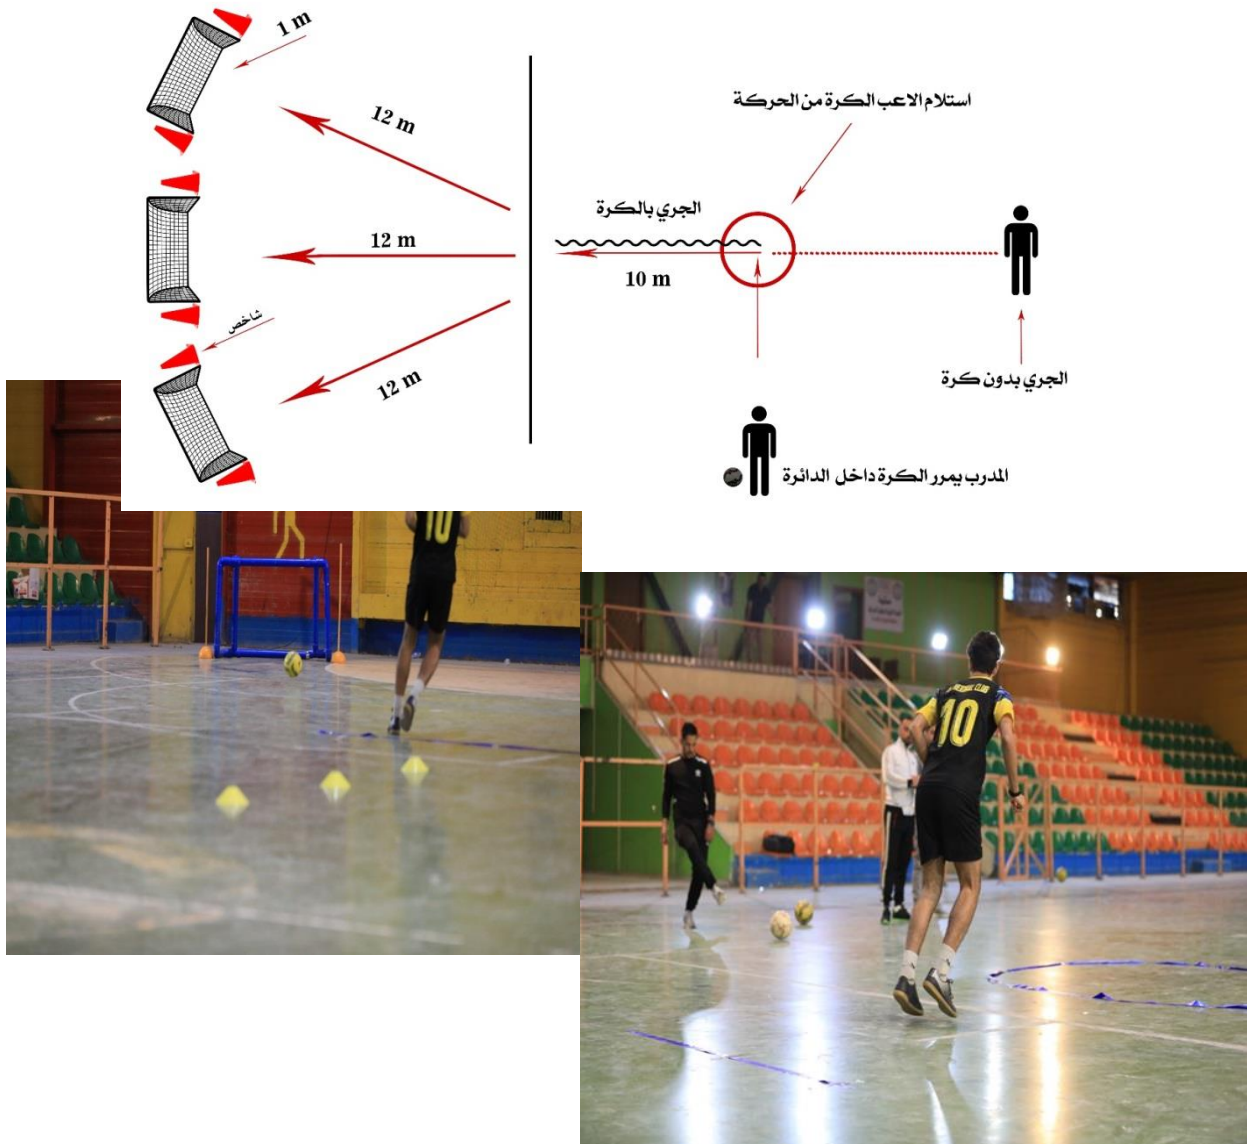 1 m
12 m
استلام الاعب الكرة من الحركة
الجري بالكرة
12 m
10 m
شاخص
12 m
الجري بدون كرة
المدرب يمرر الكرة داخل الدائرة
10
10